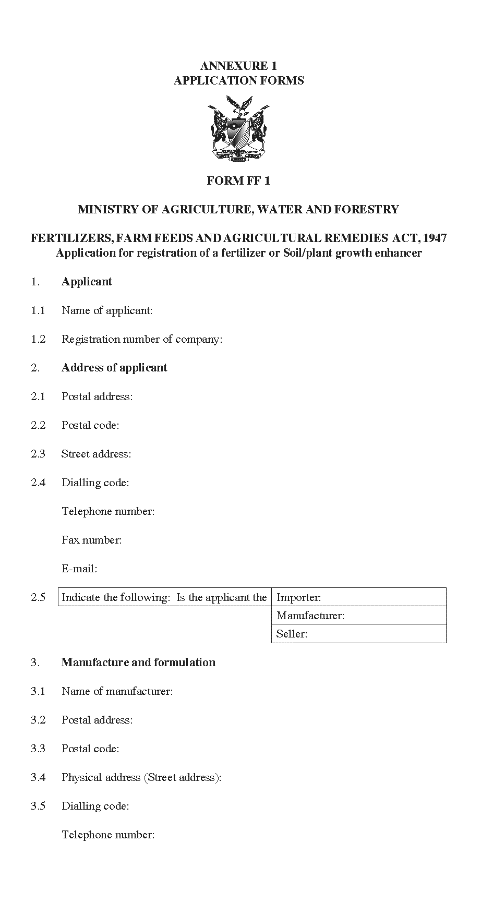 ANNEXURE 1
APPLICATION FORMS
FORM FF 1
MINISTRY OF AGRICULTURE, WATER AND FORESTRY
FERTILIZERS, FARM FEEDS AND AGRICULTURAL REMEDIES ACT, 1947
Application for registration of a fertilizer or Soil/plant growth enhancer
1. Applicant
1.1 Name of applicant:
1.2 Registration number of company:
2. Address of applicant
2.1 Postal address:
2.2 Postal code:
2.3 Street address:
2.4 Dialling code:
Telephone number:
Fax number:
E-mail:
2.5 Indicate the following: Is the applicant the Importer:
Manufacturer:
Seller:
3. Manufacture and formulation
3.1 Name of manufacturer:
3.2 Postal address:
3.3 Postal code:
3.4 Physical address (Street address):
3.5 Dialling code:
Telephone number: